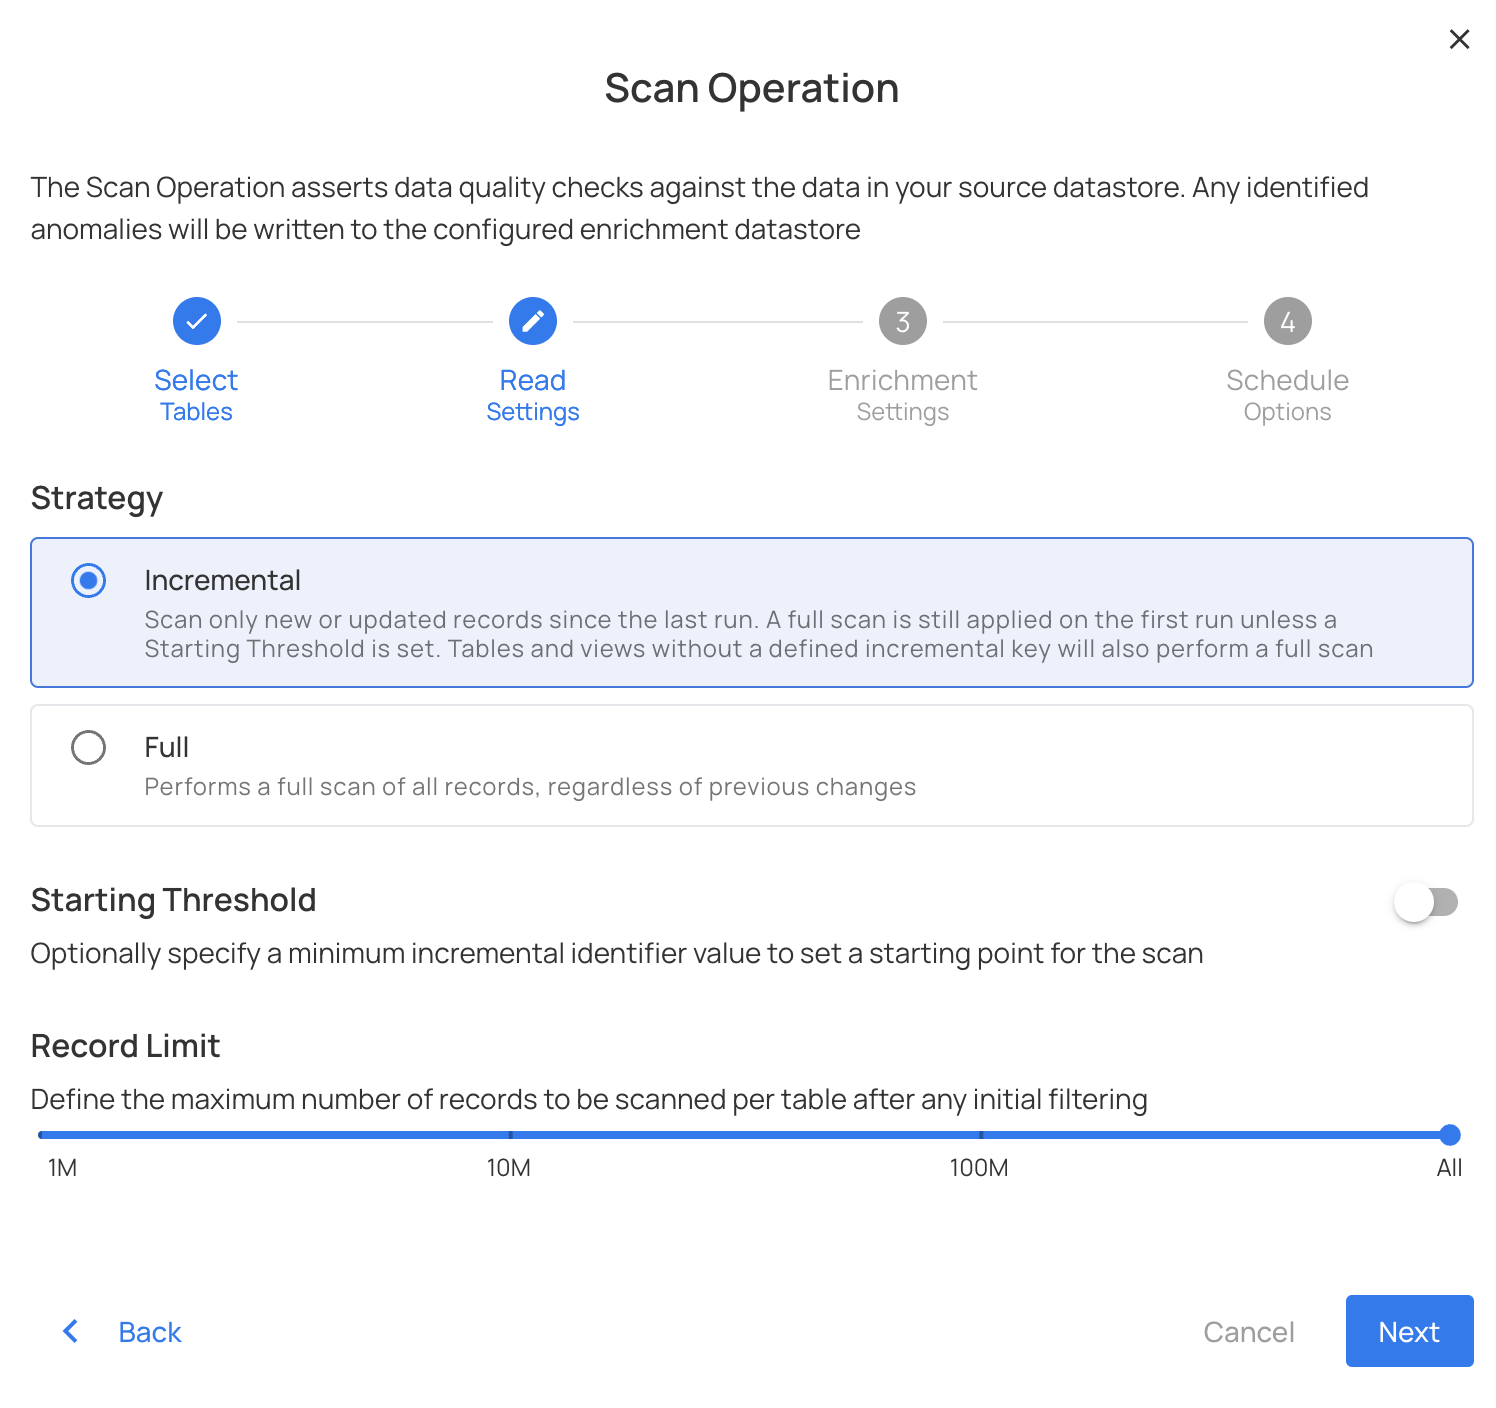 Scan Operation
The Scan Operation asserts data quality checks against the data in your source datastore. Any identified
anomalies will be written to the configured enrichment datastore
Select
Tables
Read
Settings
3
Enrichment
Settings
4
Schedule
Options
Strategy
Incremental
Scan only new or updated records since the last run. A full scan is still applied on the first run unless a
Starting Threshold is set. Tables and views without a defined incremental key will also perform a full scan
Full
Performs a full scan of all records, regardless of previous changes
Starting Threshold
Optionally specify a minimum incremental identifier value to set a starting point for the scan
Record Limit
Define the maximum number of records to be scanned per table after any initial filtering
1M 10M 100M All
Back Cancel Next